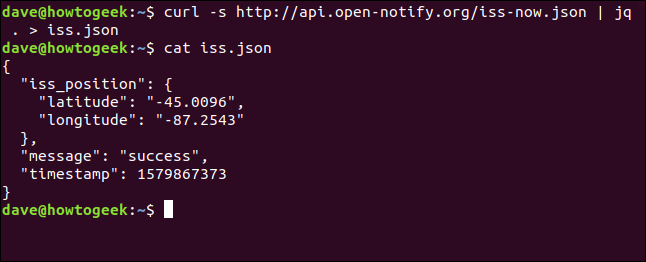 dave@howtogeek:~$ curl -s http://api.open-notify.org/iss-now.json | jq
 . > iss.json
dave@howtogeek:~$ cat iss.json
{
  "iss_position": {
    "latitude": "-45.0096",
    "longitude": "-87.2543"
  },
  "message": "success",
  "timestamp": 1579867373
}
dave@howtogeek:~$